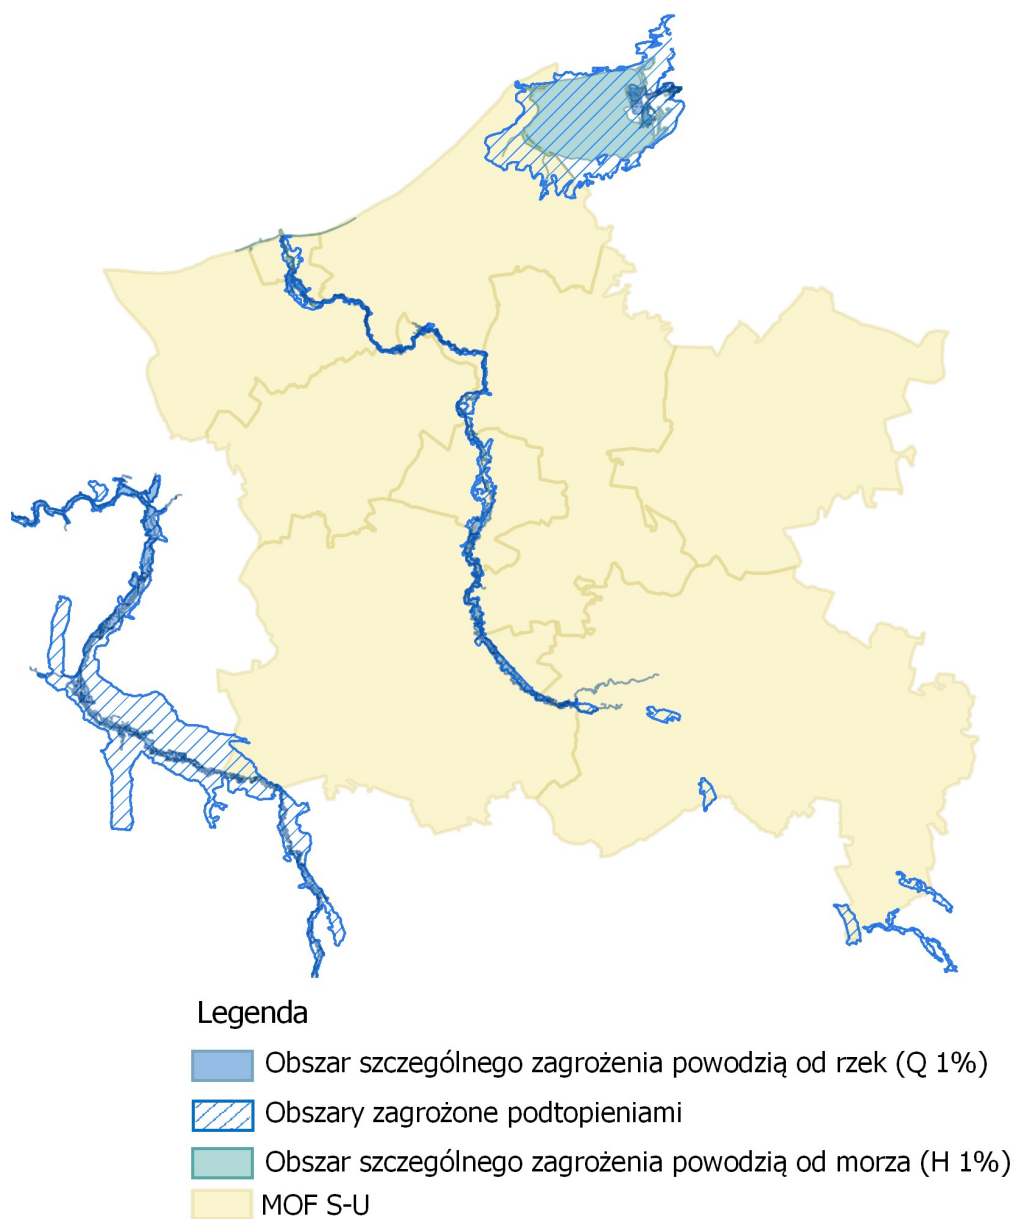 Legenda
Obszar szczególnego zagrożenia powodzią od rzek (Q 1%)
Obszary zagrożone podtopieniami
Obszar szczególnego zagrożenia powodzią od morza (H 1%)
MOF S-U